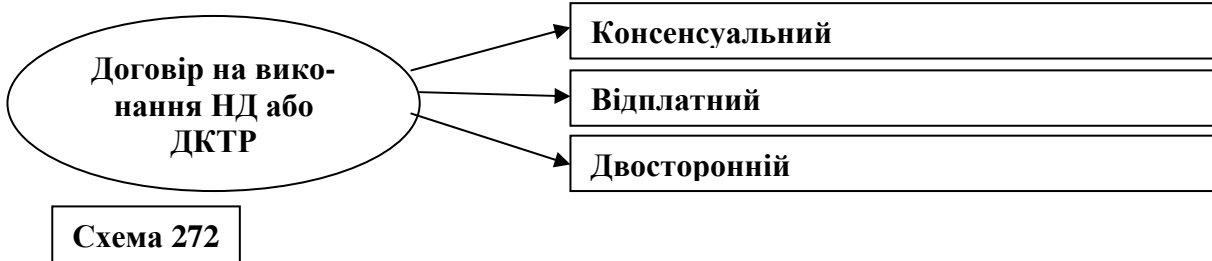 Договір на вико-
нання НД або
ДКТР
Консенсуальний
Відплатний
Двосторонній
Схема 272